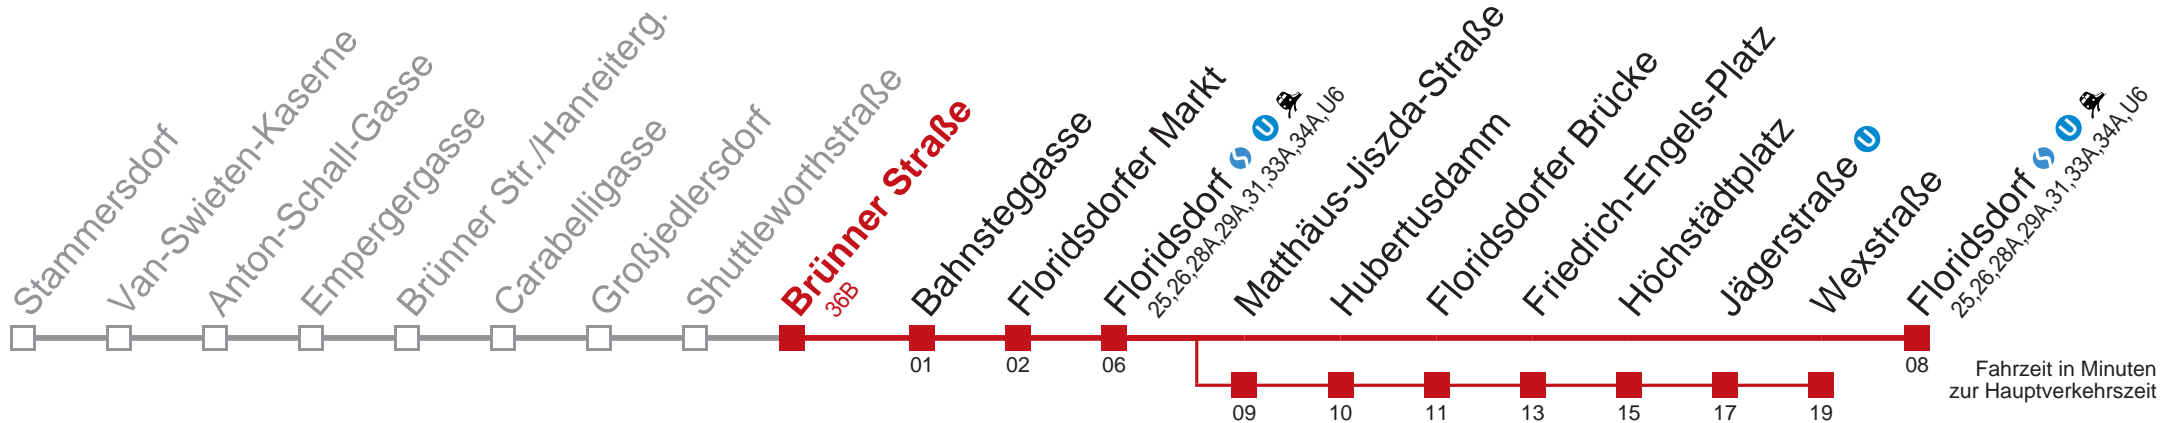 Stammersdorf
Van-Swieten-Kaserne
Anton-Schall-Gasse
Empergergasse
Brünner Str./Hanreiterg.
Carabelligasse
Großjedlersdorf
Shuttleworthstraße
Brünner Straße
36B
Bahnsteggasse
Floridsdorfer Markt
Floridsdorf S U
25,26,28A,29A,31,33A,34A,U6
Matthäus-Jiszda-Straße
Hubertusdamm
Floridsdorfer Brücke
Friedrich-Engels-Platz
Höchstädtplatz
Jägerstraße U
Wexstraße
Floridsdorf S U
25,26,28A,29A,31,33A,34A,U6
01
02
06
08
09
10
11
13
15
17
19
Fahrzeit in Minuten
zur Hauptverkehrszeit